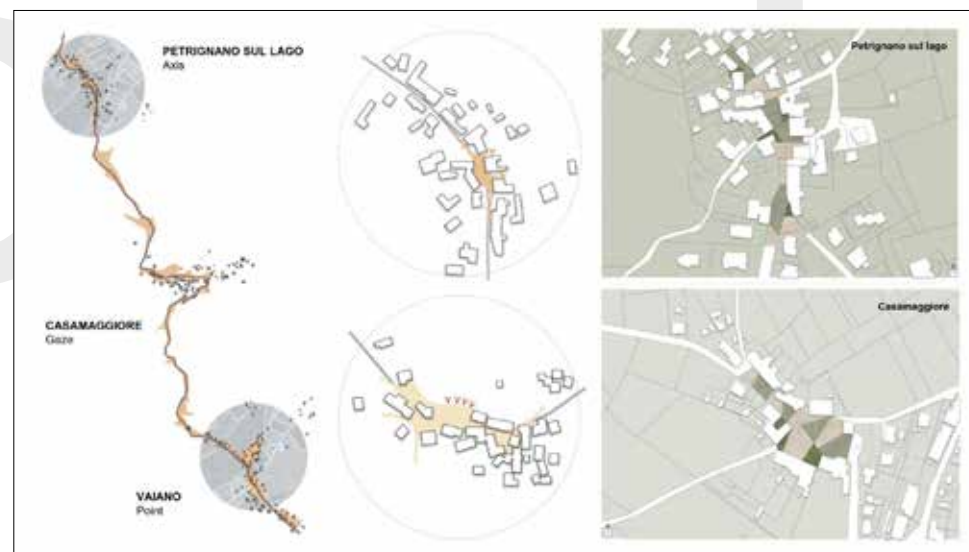 PETRIGNANO SUL LAGO
Axis
CASAMAGGIORE
Gaze
VAIANO
Point
Petrignano sul lago
Casamaggiore